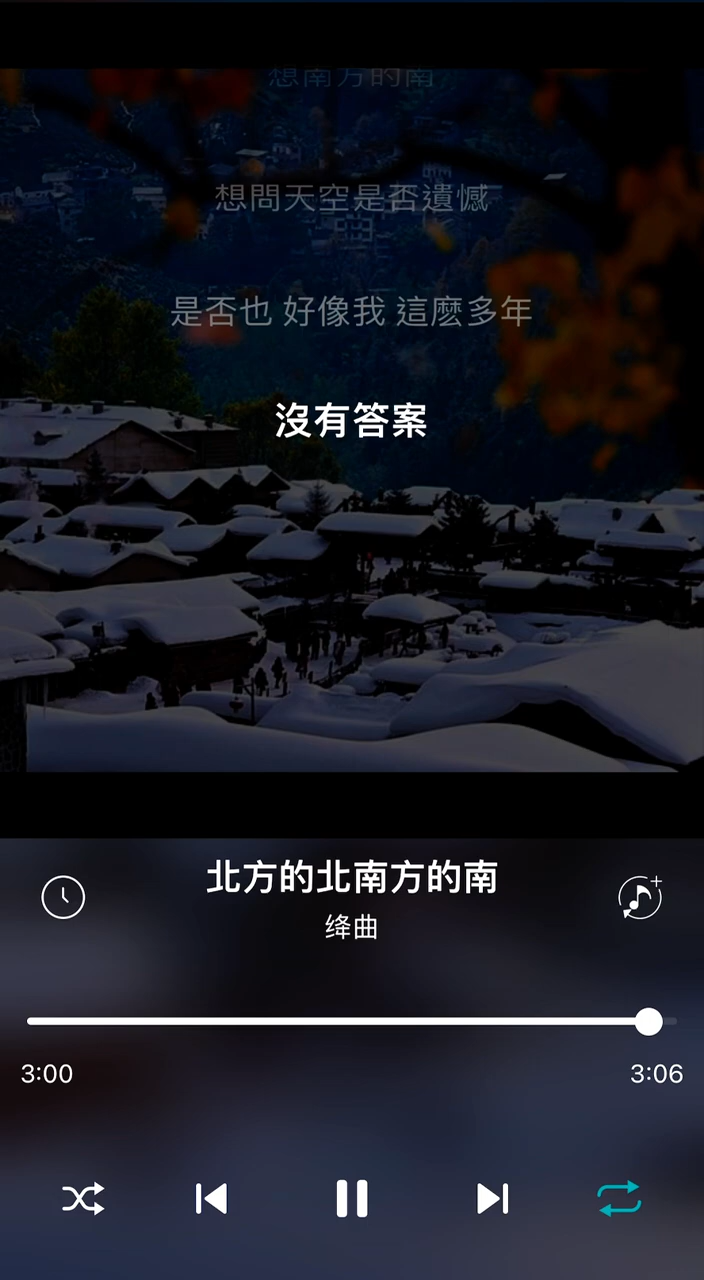 想南方的南
想問天空是否遺憾
是否也 好像我 這麼多年
沒有答案
北方的北南方的南
绛曲
3:00
3:06